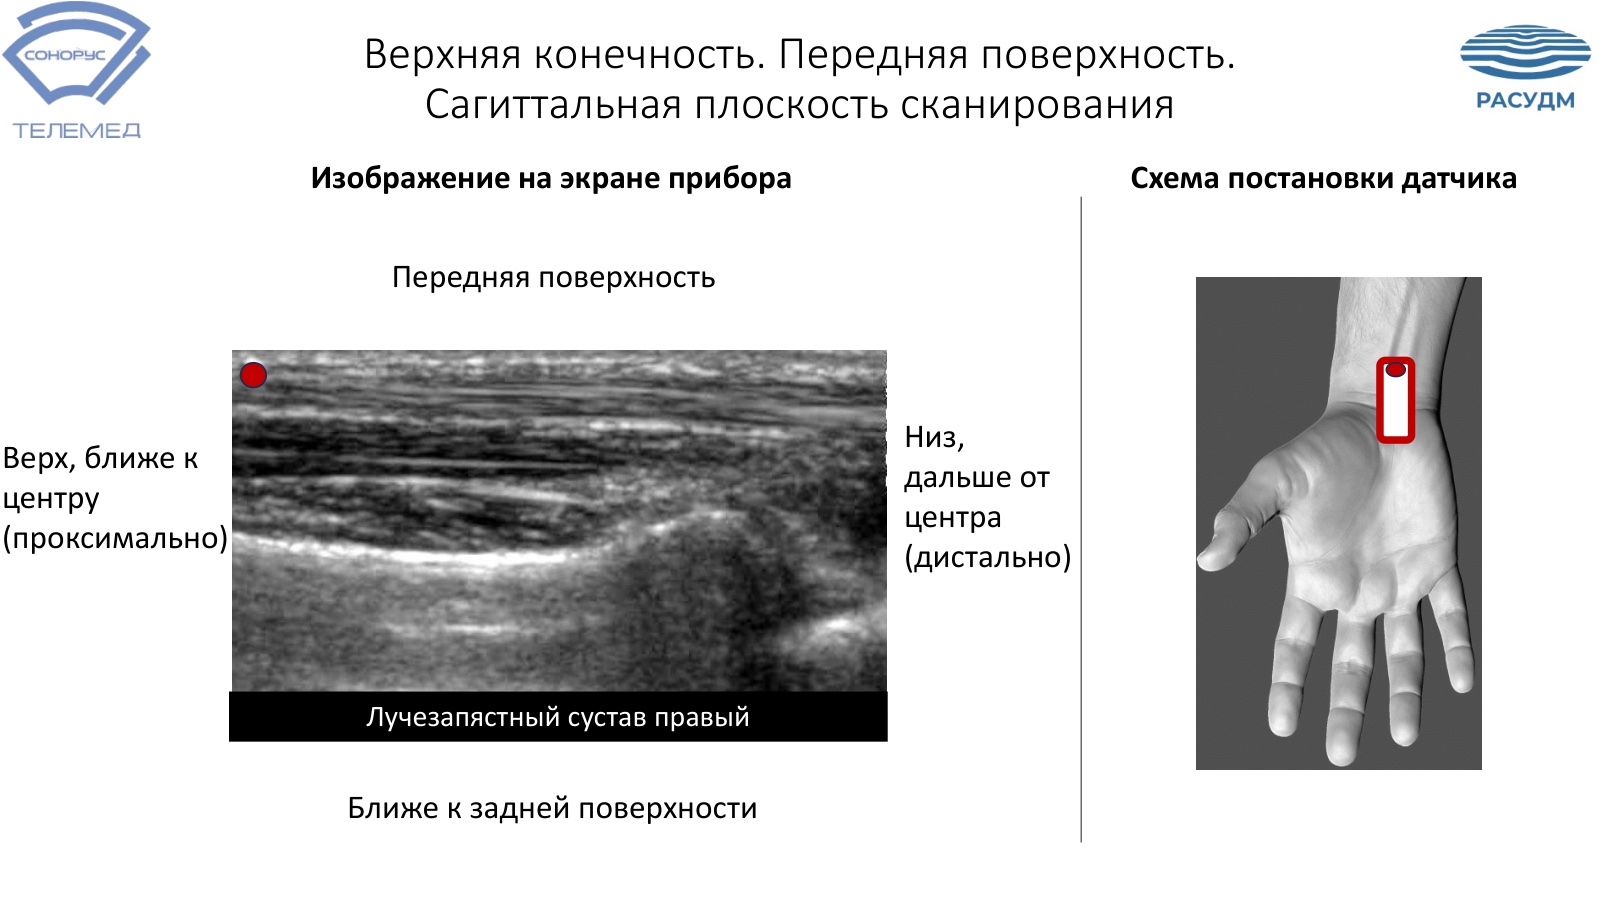 СОНОРУС
ТЕЛЕМЕД
Верхняя конечность. Передняя поверхность.
Сагиттальная плоскость сканирования
РАСУДМ
Изображение на экране прибора
Схема постановки датчика
Передняя поверхность
Верх, ближе к
центру
(проксимально)
Низ,
дальше от
центра
(дистально)
Лучезапястный сустав правый
Ближе к задней поверхности